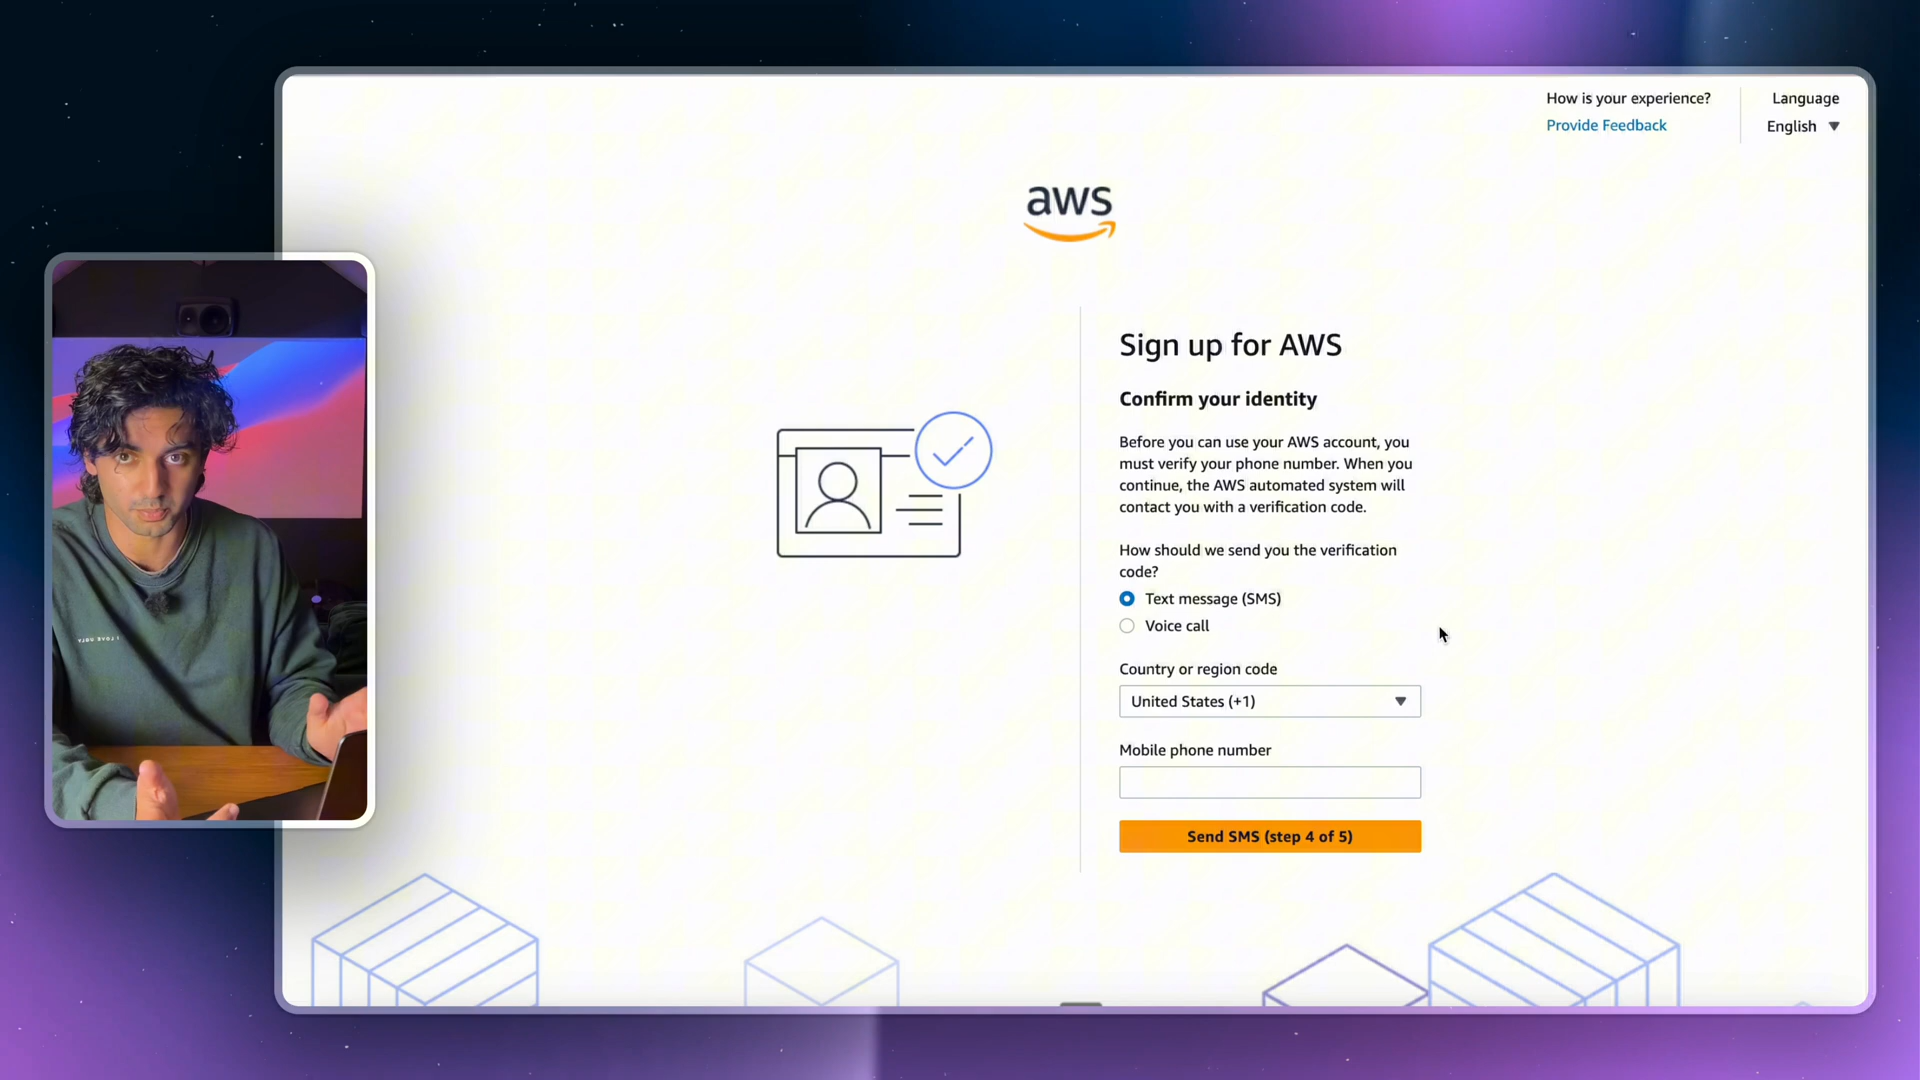 How is your experience?
Provide Feedback
Language
English
aws
Sign up for AWS
Confirm your identity
Before you can use your AWS account, you
must verify your phone number. When you
continue, the AWS automated system will
contact you with a verification code.
How should we send you the verification
code?
Text message (SMS)
Voice call
Country or region code
United States (+1)
Mobile phone number
Send SMS (step 4 of 5)